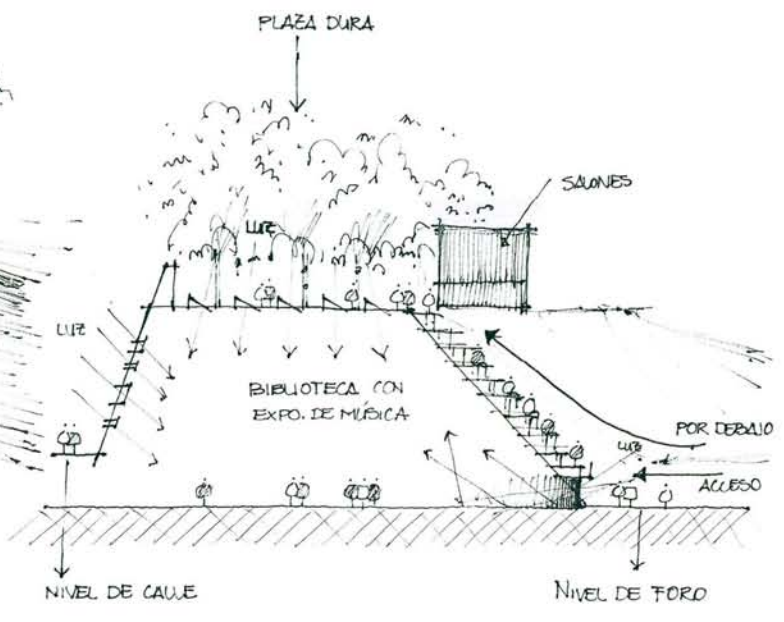 PLAZA DURA
SALONES
LUZ
LUZ
BIBLIOTECA CON
EXPO. DE MÚSICA
POR DEBAJO
LUZ
ACCESO
NIVEL DE CALLE
NIVEL DE FORO